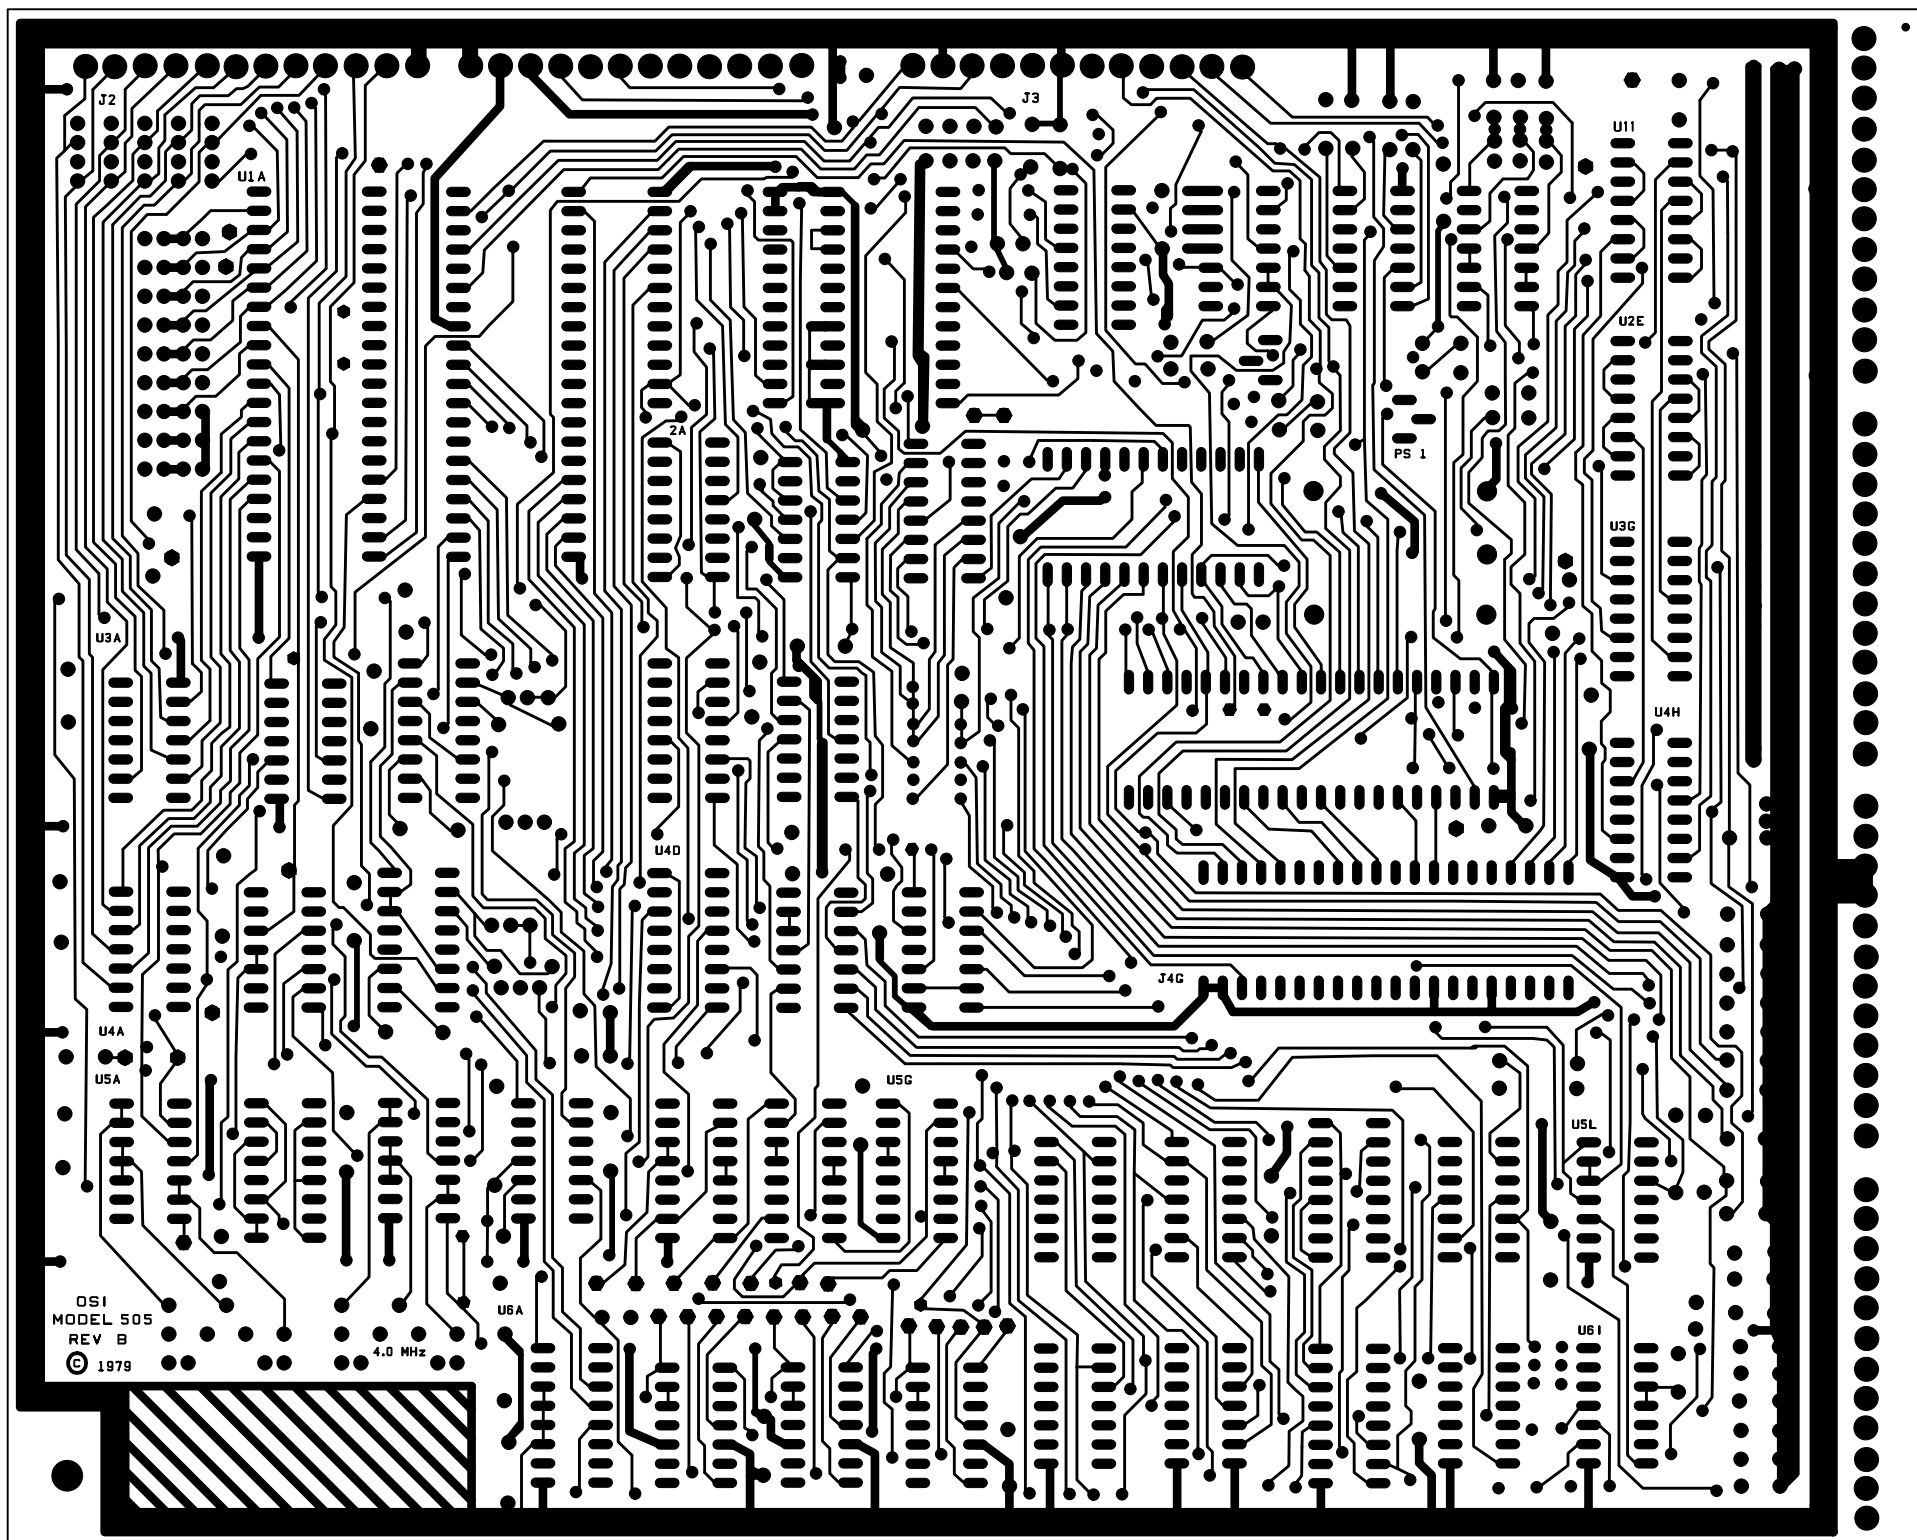 J2
J3
U11
U1A
U2E
2A
PS 1
U3G
U3A
U4H
U4D
J4G
U4A
U5A
U5G
U5L
OSI
MODEL 505
REV B
© 1979
U6A
4.0 MHz
U6I